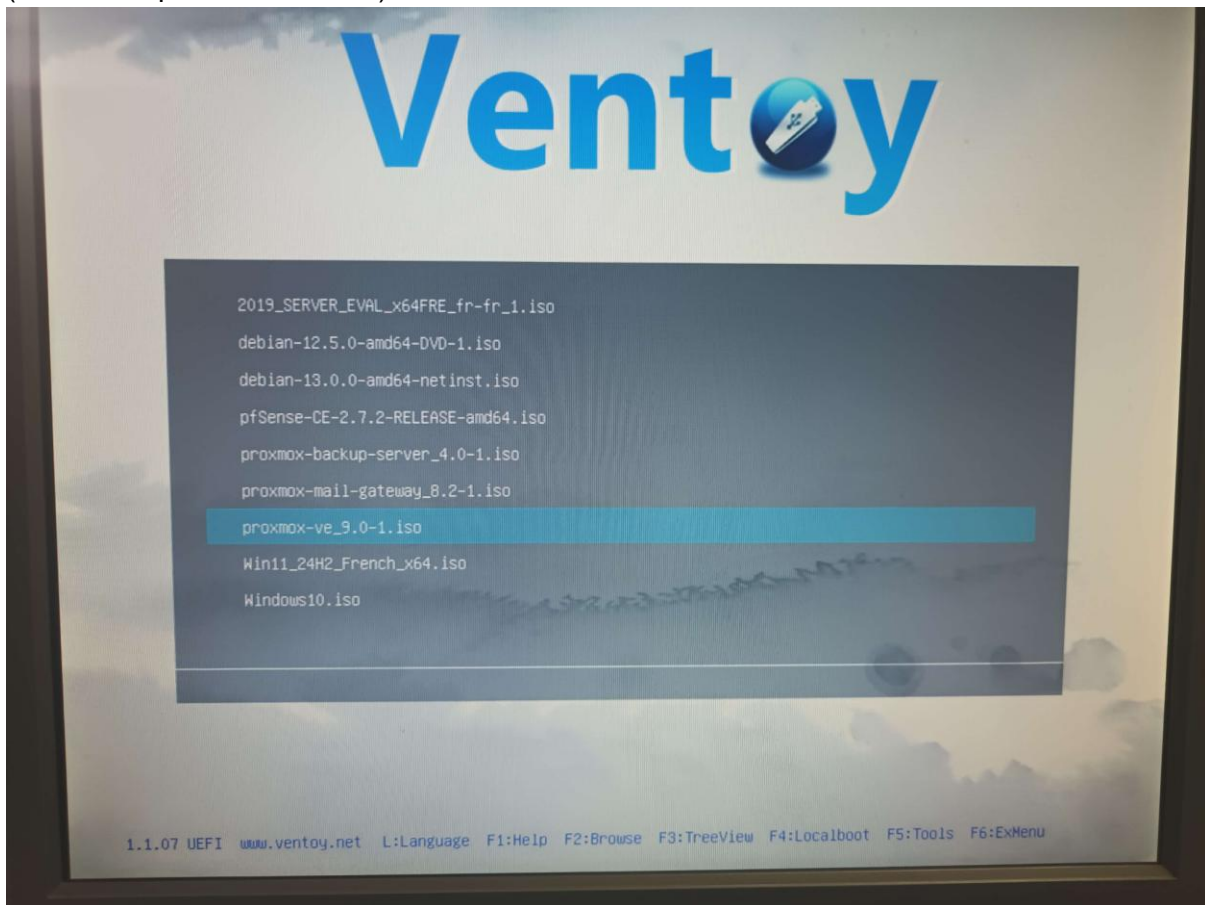 Ventoy
2019_SERVER_EVAL_x64FRE_fr-fr_1.iso
debian-12.5.0-amd64-DVD-1.iso
debian-13.0.0-amd64-netinst.iso
pfSense-CE-2.7.2-RELEASE-amd64.iso
proxmox-backup-server_4.0-1.iso
proxmox-mail-gateway_8.2-1.iso
proxmox-ve_9.0-1.iso
Win11_24H2_French_x64.iso
Windows10.iso
1.1.07 UEFI www.ventoy.net L:Language F1:Help F2:Browse F3:TreeView F4:Localboot F5:Tools F6:ExMenu